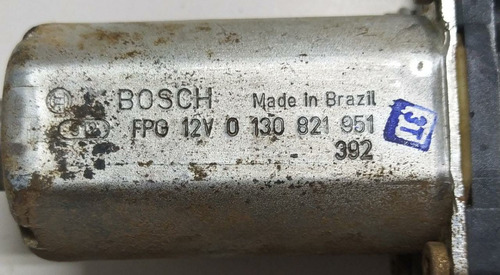 BOSCH Made in Brazil
FPG 12V 0 130 821 951
392
3T